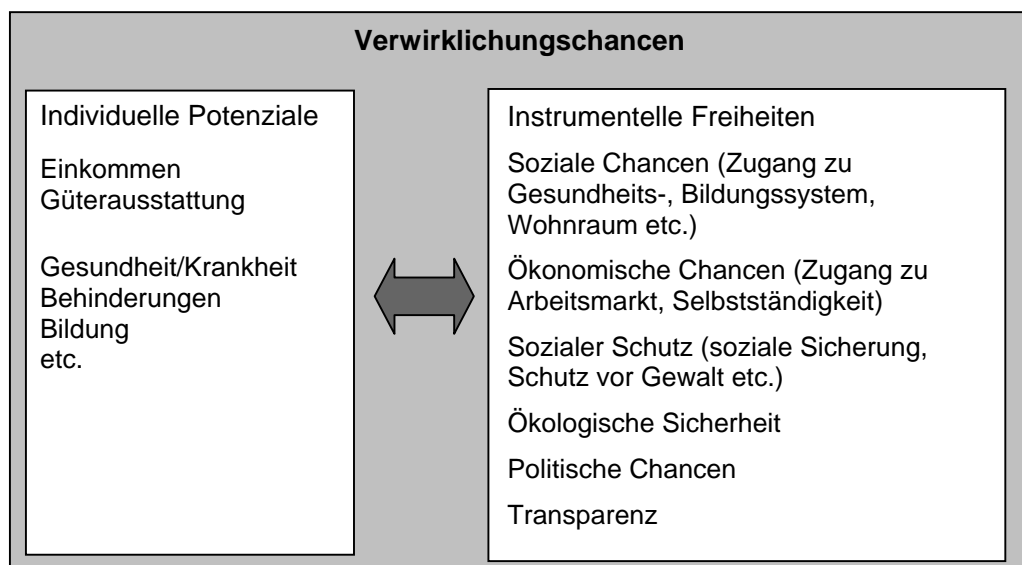 Verwirklichungschancen
Individuelle Potenziale
Einkommen
Güterausstattung
Gesundheit/Krankheit
Behinderungen
Bildung
etc.
Instrumentelle Freiheiten
Soziale Chancen (Zugang zu
Gesundheits-, Bildungssystem,
Wohnraum etc.)
Ökonomische Chancen (Zugang zu
Arbeitsmarkt, Selbstständigkeit)
Sozialer Schutz (soziale Sicherung,
Schutz vor Gewalt etc.)
Ökologische Sicherheit
Politische Chancen
Transparenz